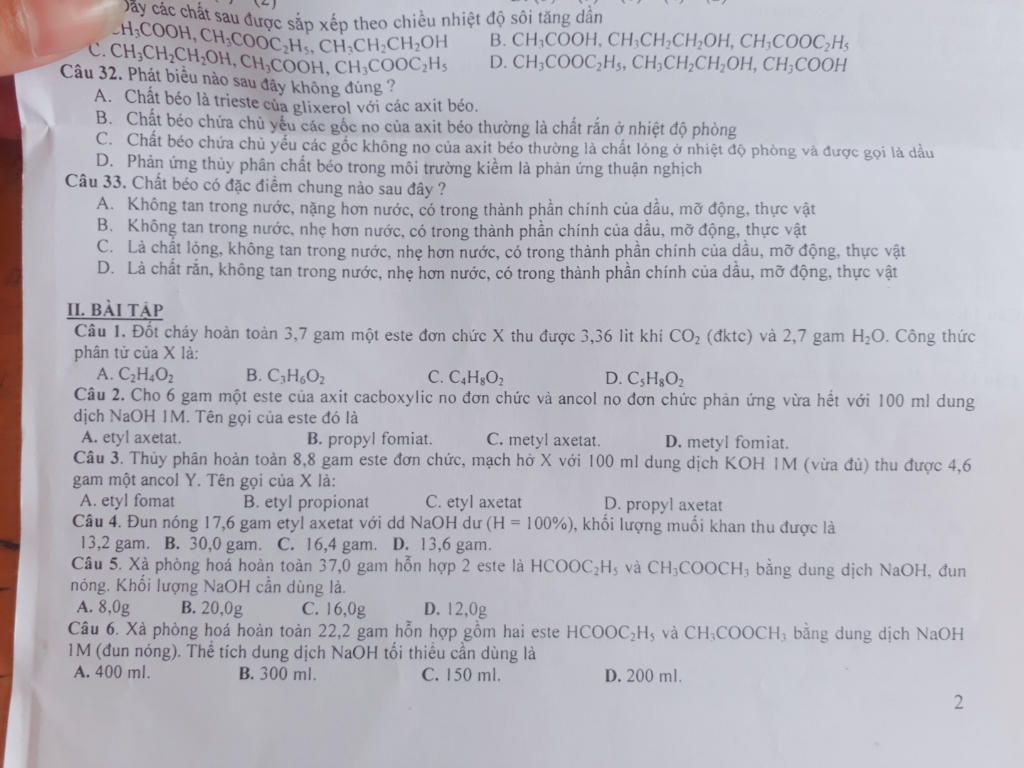 Dãy các chất sau được sắp xếp theo chiều nhiệt độ sôi tăng dần
CH₃COOH, CH₃COOC₂H₅, CH₃CH₂CH₂OH B. CH₃COOH, CH₃CH₂CH₂OH, CH₃COOC₂H₅
C. CH₃CH₂CH₂OH, CH₃COOH, CH₃COOC₂H₅ D. CH₃COOC₂H₅, CH₃CH₂CH₂OH, CH₃COOH
Câu 32. Phát biểu nào sau đây không đúng ?
A. Chất béo là trieste của glixerol với các axit béo.
B. Chất béo chứa chủ yếu các gốc no của axit béo thường là chất rắn ở nhiệt độ phòng
C. Chất béo chứa chủ yếu các gốc không no của axit béo thường là chất lỏng ở nhiệt độ phòng và được gọi là dầu
D. Phản ứng thủy phân chất béo trong môi trường kiềm là phản ứng thuận nghịch
Câu 33. Chất béo có đặc điểm chung nào sau đây ?
A. Không tan trong nước, nặng hơn nước, có trong thành phần chính của dầu, mỡ động, thực vật
B. Không tan trong nước, nhẹ hơn nước, có trong thành phần chính của dầu, mỡ động, thực vật
C. Là chất lỏng, không tan trong nước, nhẹ hơn nước, có trong thành phần chính của dầu, mỡ động, thực vật
D. Là chất rắn, không tan trong nước, nhẹ hơn nước, có trong thành phần chính của dầu, mỡ động, thực vật
II. BÀI TẬP
Câu 1. Đốt cháy hoàn toàn 3,7 gam một este đơn chức X thu được 3,36 lit khí CO₂ (đktc) và 2,7 gam H₂O. Công thức
phân tử của X là:
A. C₂H₄O₂ B. C₃H₆O₂ C. C₄H₈O₂ D. C₅H₈O₂
Câu 2. Cho 6 gam một este của axit cacboxylic no đơn chức và ancol no đơn chức phản ứng vừa hết với 100 ml dung
dịch NaOH 1M. Tên gọi của este đó là
A. etyl axetat. B. propyl fomiat. C. metyl axetat. D. metyl fomiat.
Câu 3. Thủy phân hoàn toàn 8,8 gam este đơn chức, mạch hở X với 100 ml dung dịch KOH 1M (vừa đủ) thu được 4,6
gam một ancol Y. Tên gọi của X là:
A. etyl fomat B. etyl propionat C. etyl axetat D. propyl axetat
Câu 4. Đun nóng 17,6 gam etyl axetat với dd NaOH dư (H = 100%), khối lượng muối khan thu được là
13,2 gam. B. 30,0 gam. C. 16,4 gam. D. 13,6 gam.
Câu 5. Xà phòng hoá hoàn toàn 37,0 gam hỗn hợp 2 este là HCOOC₂H₅ và CH₃COOCH₃ bằng dung dịch NaOH, đun
nóng. Khối lượng NaOH cần dùng là.
A. 8,0g B. 20,0g C. 16,0g D. 12,0g
Câu 6. Xà phòng hoá hoàn toàn 22,2 gam hỗn hợp gồm hai este HCOOC₂H₅ và CH₃COOCH₃ bằng dung dịch NaOH
1M (đun nóng). Thể tích dung dịch NaOH tối thiểu cần dùng là
A. 400 ml. B. 300 ml. C. 150 ml. D. 200 ml.
2